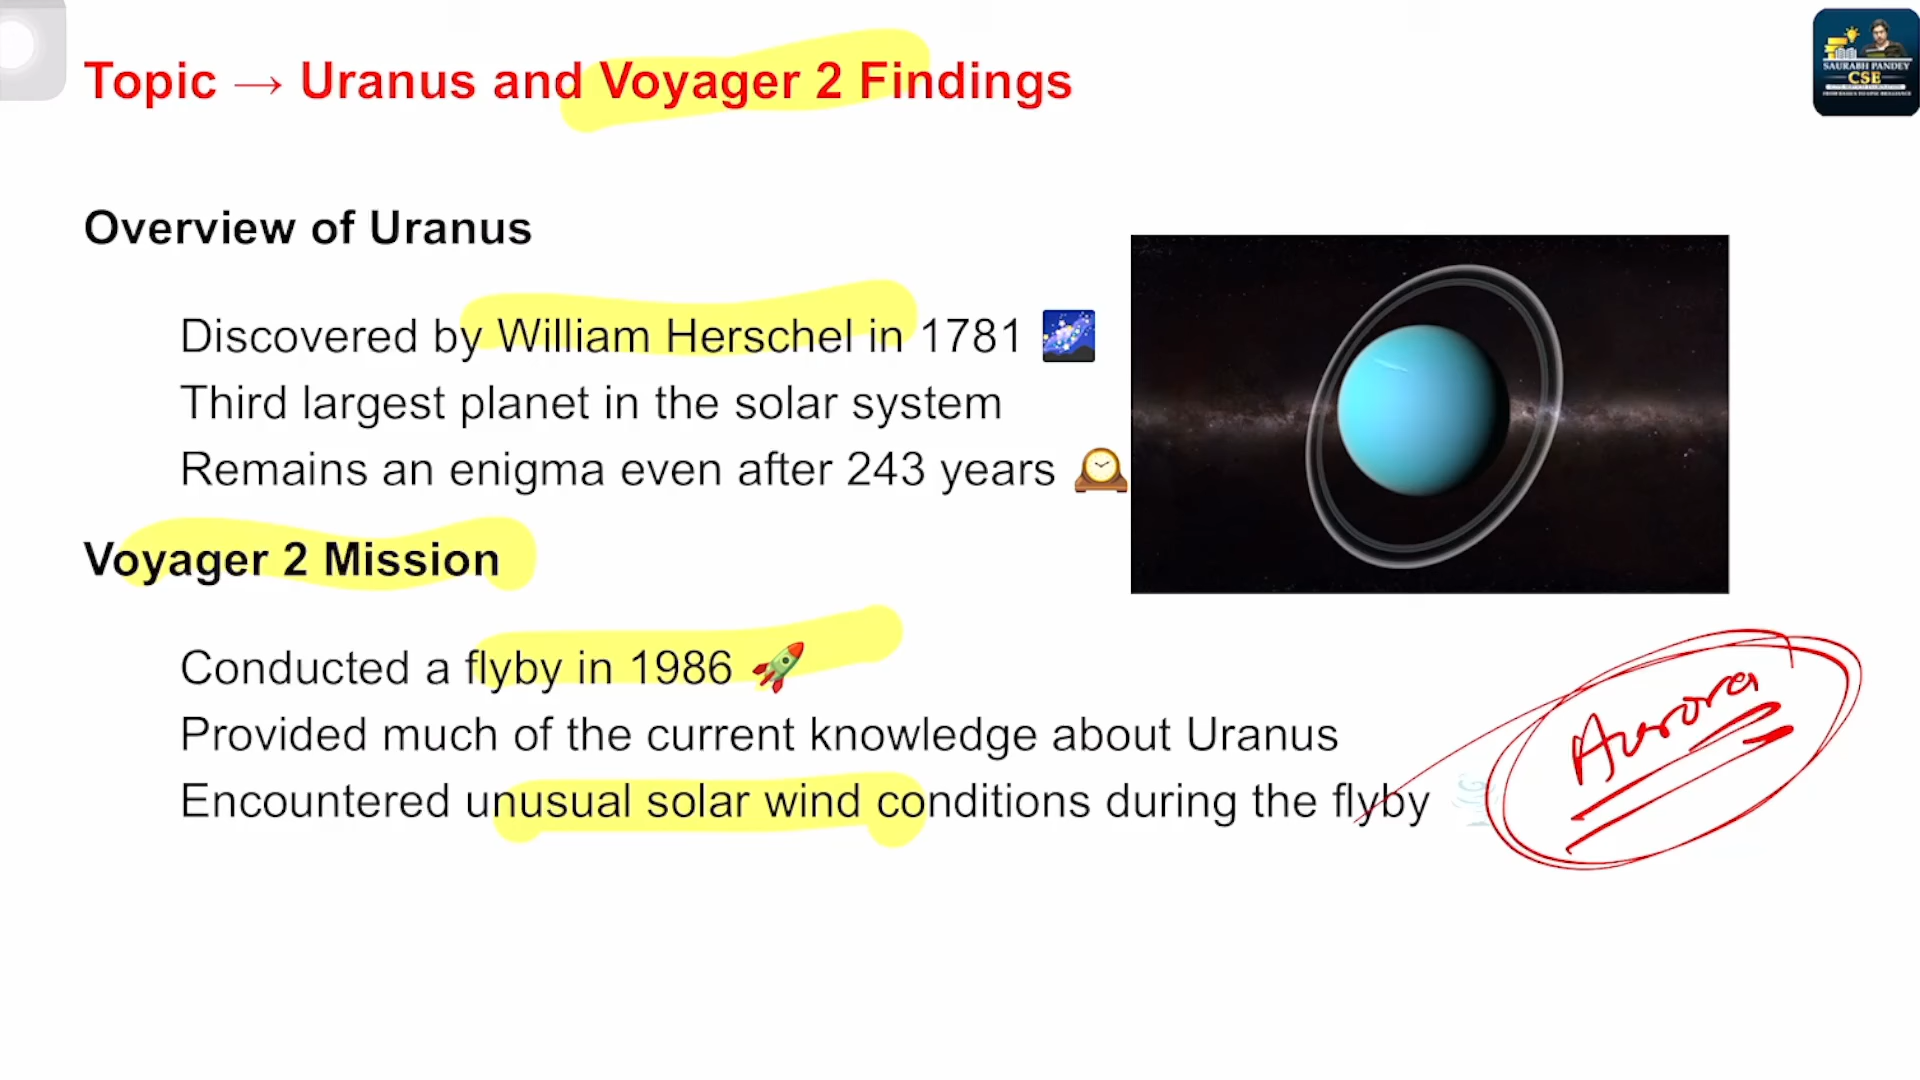 Topic → Uranus and Voyager 2 Findings
SAURABH PANDEY
CSE
Overview of Uranus
Discovered by William Herschel in 1781
Third largest planet in the solar system
Remains an enigma even after 243 years
Voyager 2 Mission
Conducted a flyby in 1986
Provided much of the current knowledge about Uranus
Encountered unusual solar wind conditions during the flyby
Aurora